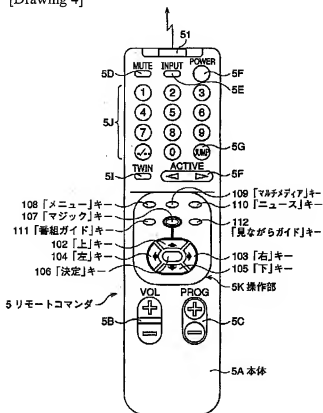 [Drawing 4]
51
5D MUTE INPUT POWER 5F
5E
1 2 3
5J 4 5 6
7 8 9
-/-- 0 JUMP 5G
5I TWIN ACTIVE 5F
109「マルチメディア」キー
108「メニュー」キー 110「ニュース」キー
107「マジック」キー 112
111「番組ガイド」キー 「見ながらガイド」キー
102「上」キー 103「右」キー
104「左」キー 105「下」キー
106「決定」キー 5K 操作部
5 リモートコマンダ VOL PROG
5B 5C
5A 本体